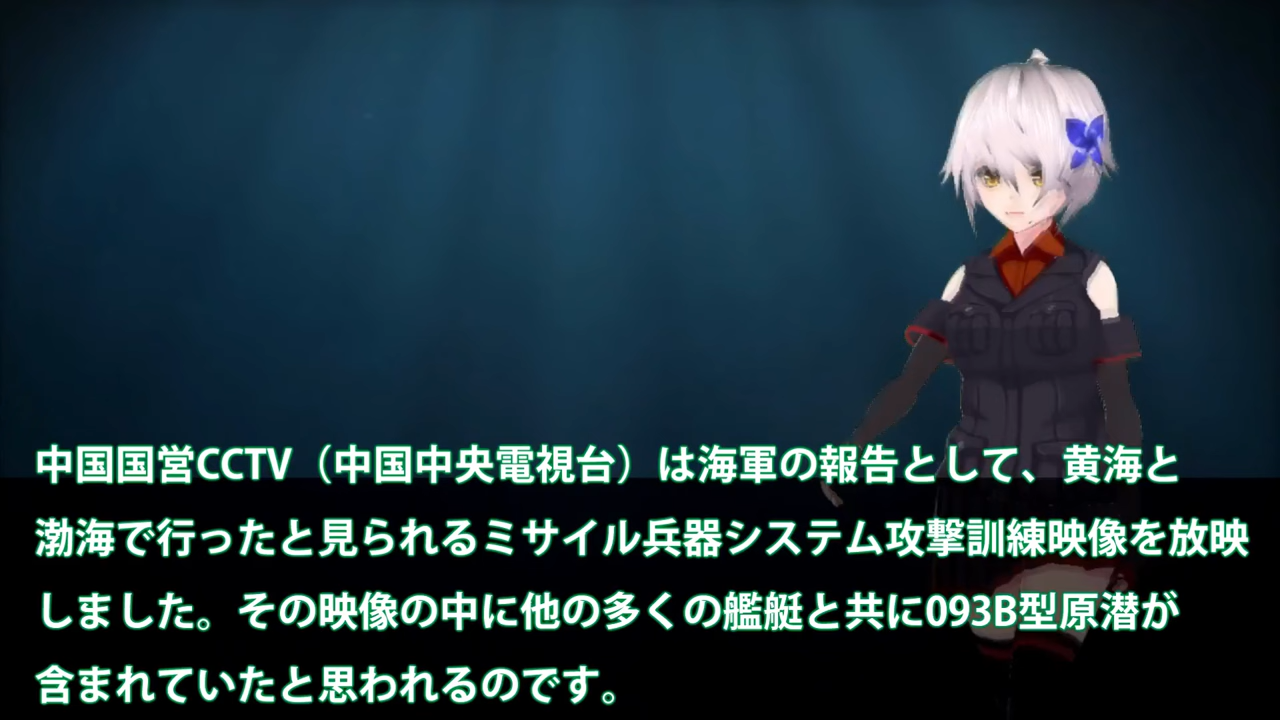 中国国営CCTV（中国中央電視台）は海軍の報告として、黄海と
渤海で行ったと見られるミサイル兵器システム攻撃訓練映像を放映
しました。その映像の中に他の多くの艦艇と共に093B型原潜が
含まれていたと思われるのです。